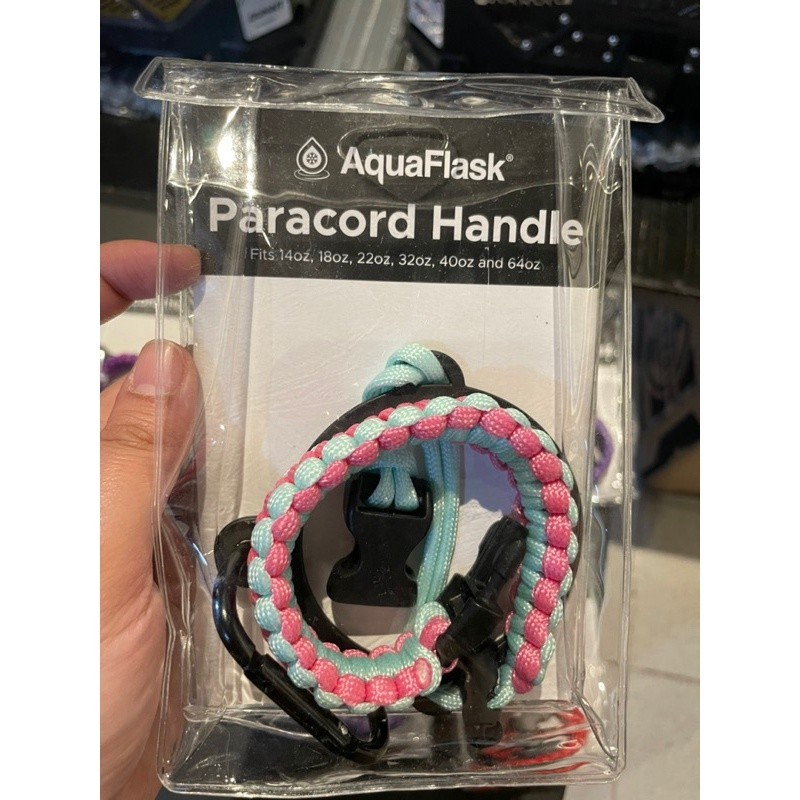 AquaFlask®
Paracord Handle
Fits 14oz, 18oz, 22oz, 32oz, 40oz and 64oz